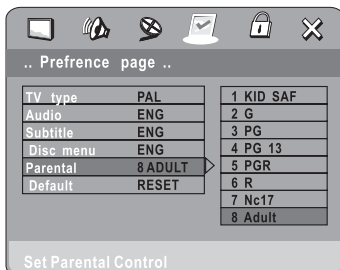 .. Prefrence page ..
TV type PAL
Audio ENG
Subtitle ENG
Disc menu ENG
Parental 8 ADULT
Default RESET
1 KID SAF
2 G
3 PG
4 PG 13
5 PGR
6 R
7 Nc17
8 Adult
Set Parental Control